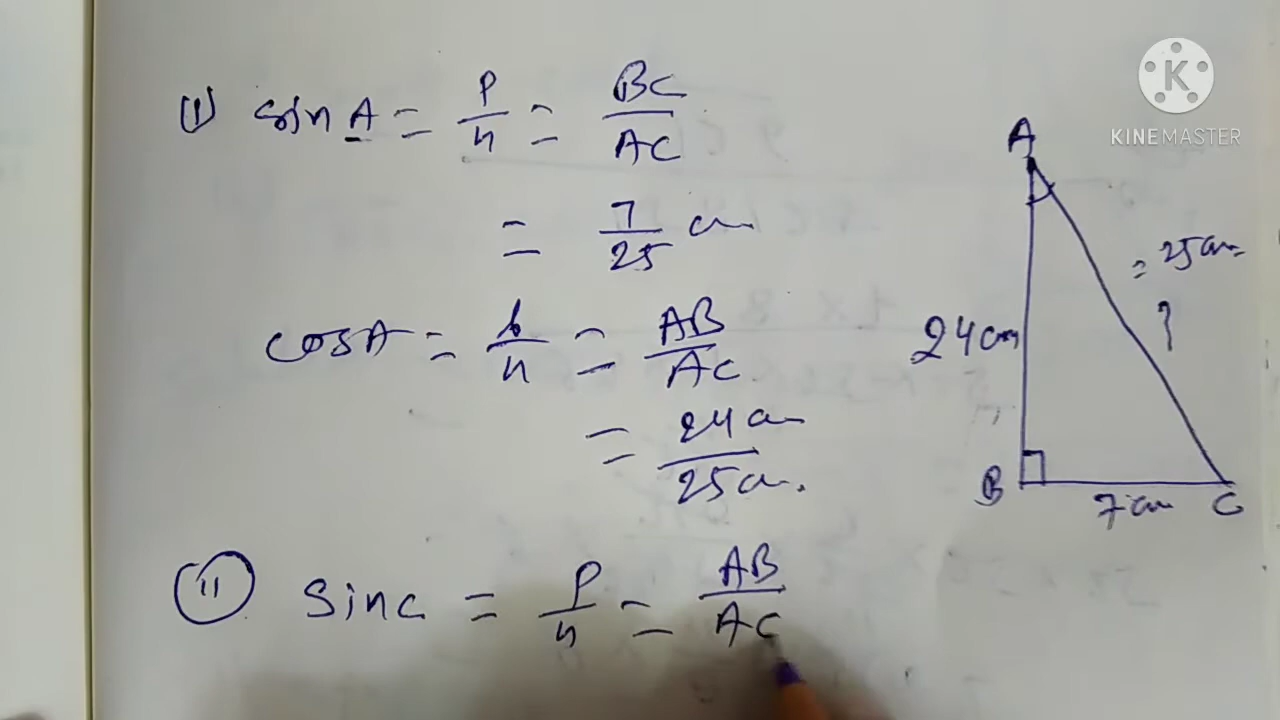 (i) sin A = P/h = BC/AC
= 7/25 cm
cos A = b/h = AB/AC
= 24 cm/25 cm.
(ii) sin C = P/h = AB/AC
K
KINEMASTER
A
= 25 cm
?
24 cm
B
7 cm
C